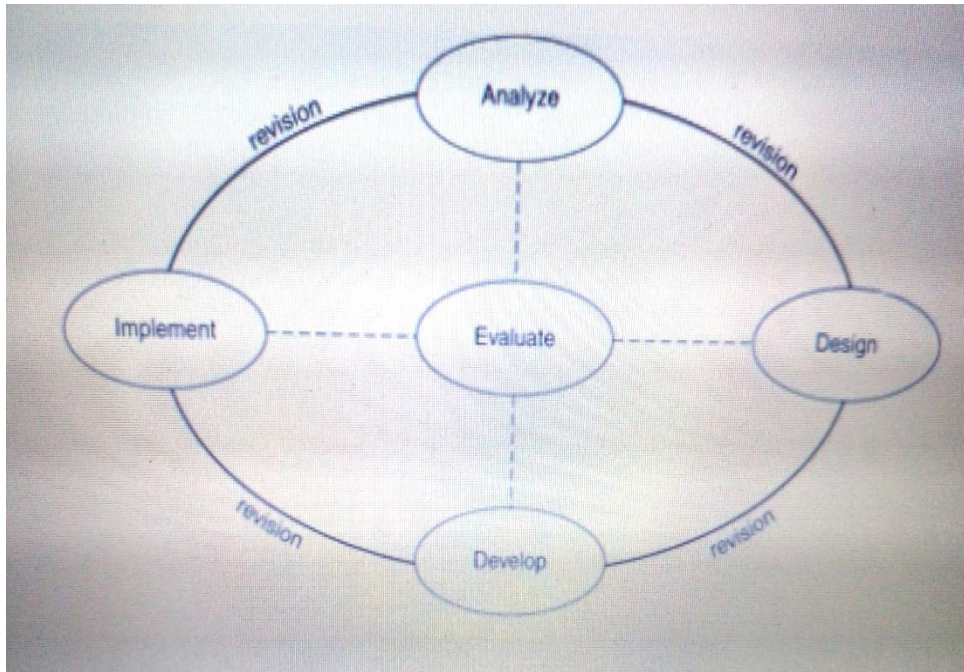 Analyze
revision
revision
Implement
Evaluate
Design
revision
revision
Develop